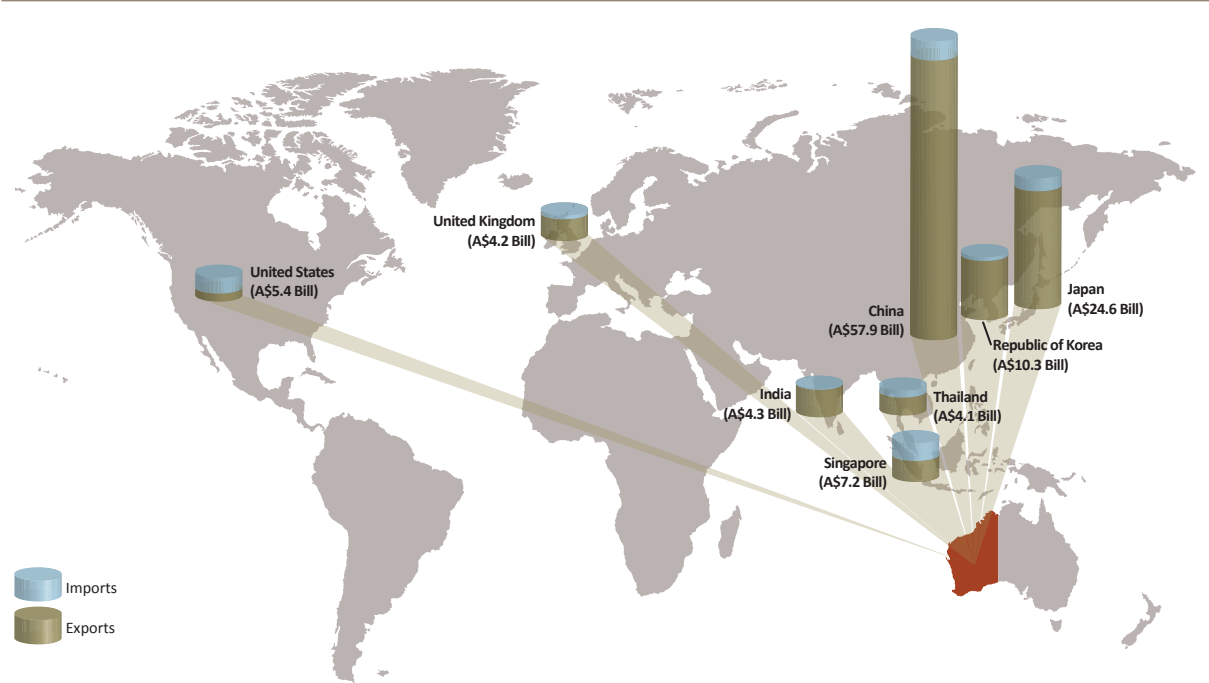 United Kingdom
(A$4.2 Bill)
United States
(A$5.4 Bill)
China
(A$57.9 Bill)
Japan
(A$24.6 Bill)
Republic of Korea
(A$10.3 Bill)
India
(A$4.3 Bill)
Thailand
(A$4.1 Bill)
Singapore
(A$7.2 Bill)
Imports
Exports